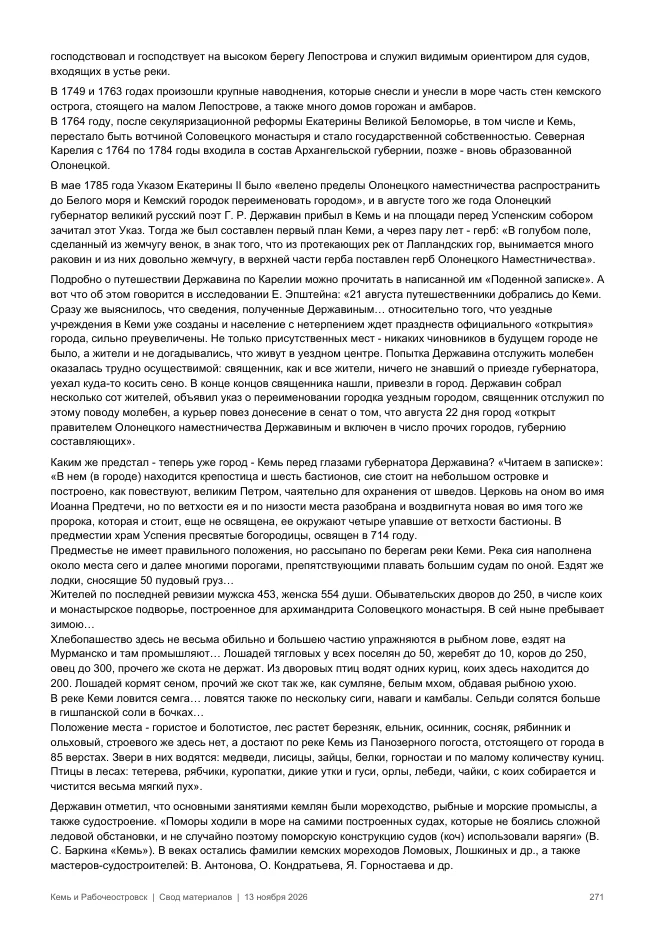 господствовал и господствует на высоком берегу Лепострова и служил видимым ориентиром для судов,
входящих в устье реки.
В 1749 и 1763 годах произошли крупные наводнения, которые снесли и унесли в море часть стен кемского
острога, стоящего на малом Лепострове, а также много домов горожан и амбаров.
В 1764 году, после секуляризационной реформы Екатерины Великой Беломорье, в том числе и Кемь,
перестало быть вотчиной Соловецкого монастыря и стало государственной собственностью. Северная
Карелия с 1764 по 1784 годы входила в состав Архангельской губернии, позже - вновь образованной
Олонецкой.
В мае 1785 года Указом Екатерины II было «велено пределы Олонецкого наместничества распространить
до Белого моря и Кемский городок переименовать городом», и в августе того же года Олонецкий
губернатор великий русский поэт Г. Р. Державин прибыл в Кемь и на площади перед Успенским собором
зачитал этот Указ. Тогда же был составлен первый план Кеми, а через пару лет - герб: «В голубом поле,
сделанный из жемчугу венок, в знак того, что из протекающих рек от Лапландских гор, вынимается много
раковин и из них довольно жемчугу, в верхней части герба поставлен герб Олонецкого Наместничества».
Подробно о путешествии Державина по Карелии можно прочитать в написанной им «Поденной записке». А
вот что об этом говорится в исследовании Е. Эпштейна: «21 августа путешественники добрались до Кеми.
Сразу же выяснилось, что сведения, полученные Державиным… относительно того, что уездные
учреждения в Кеми уже созданы и население с нетерпением ждет празднеств официального «открытия»
города, сильно преувеличены. Не только присутственных мест - никаких чиновников в будущем городе не
было, а жители и не догадывались, что живут в уездном центре. Попытка Державина отслужить молебен
оказалась трудно осуществимой: священник, как и все жители, ничего не знавший о приезде губернатора,
уехал куда-то косить сено. В конце концов священника нашли, привезли в город. Державин собрал
несколько сот жителей, объявил указ о переименовании городка уездным городом, священник отслужил по
этому поводу молебен, а курьер повез донесение в сенат о том, что августа 22 дня город «открыт
правителем Олонецкого наместничества Державиным и включен в число прочих городов, губернию
составляющих».
Каким же предстал - теперь уже город - Кемь перед глазами губернатора Державина? «Читаем в записке»:
«В нем (в городе) находится крепостица и шесть бастионов, сие стоит на небольшом островке и
построено, как повествуют, великим Петром, чаятельно для охранения от шведов. Церковь на оном во имя
Иоанна Предтечи, но по ветхости ея и по низости места разобрана и воздвигнута новая во имя того же
пророка, которая и стоит, еще не освящена, ее окружают четыре упавшие от ветхости бастионы. В
предместии храм Успения пресвятые богородицы, освящен в 714 году.
Предместье не имеет правильного положения, но рассыпано по берегам реки Кеми. Река сия наполнена
около места сего и далее многими порогами, препятствующими плавать большим судам по оной. Ездят же
лодки, сносящие 50 пудовый груз…
Жителей по последней ревизии мужска 453, женска 554 души. Обывательских дворов до 250, в числе коих
и монастырское подворье, построенное для архимандрита Соловецкого монастыря. В сей ныне пребывает
зимою…
Хлебопашество здесь не весьма обильно и большею частию упражняются в рыбном лове, ездят на
Мурманско и там промышляют… Лошадей тягловых у всех поселян до 50, жеребят до 10, коров до 250,
овец до 300, прочего же скота не держат. Из дворовых птиц водят одних куриц, коих здесь находится до
200. Лошадей кормят сеном, прочий же скот так же, как сумляне, белым мхом, обдавая рыбною ухою.
В реке Кеми ловится семга… ловятся также по нескольку сиги, наваги и камбалы. Сельди солятся больше
в гишпанской соли в бочках…
Положение места - гористое и болотистое, лес растет березняк, ельник, осинник, сосняк, рябинник и
ольховый, строевого же здесь нет, а достают по реке Кемь из Панозерного погоста, отстоящего от города в
85 верстах. Звери в них водятся: медведи, лисицы, зайцы, белки, горностаи и по малому количеству куниц.
Птицы в лесах: тетерева, рябчики, куропатки, дикие утки и гуси, орлы, лебеди, чайки, с коих собирается и
чистится весьма мягкий пух».
Державин отметил, что основными занятиями кемлян были мореходство, рыбные и морские промыслы, а
также судостроение. «Поморы ходили в море на самими построенных судах, которые не боялись сложной
ледовой обстановки, и не случайно поэтому поморскую конструкцию судов (коч) использовали варяги» (В.
С. Баркина «Кемь»). В веках остались фамилии кемских мореходов Ломовых, Лошкиных и др., а также
мастеров-судостроителей: В. Антонова, О. Кондратьева, Я. Горностаева и др.
Кемь и Рабочеостровск | Свод материалов | 13 ноября 2026
271